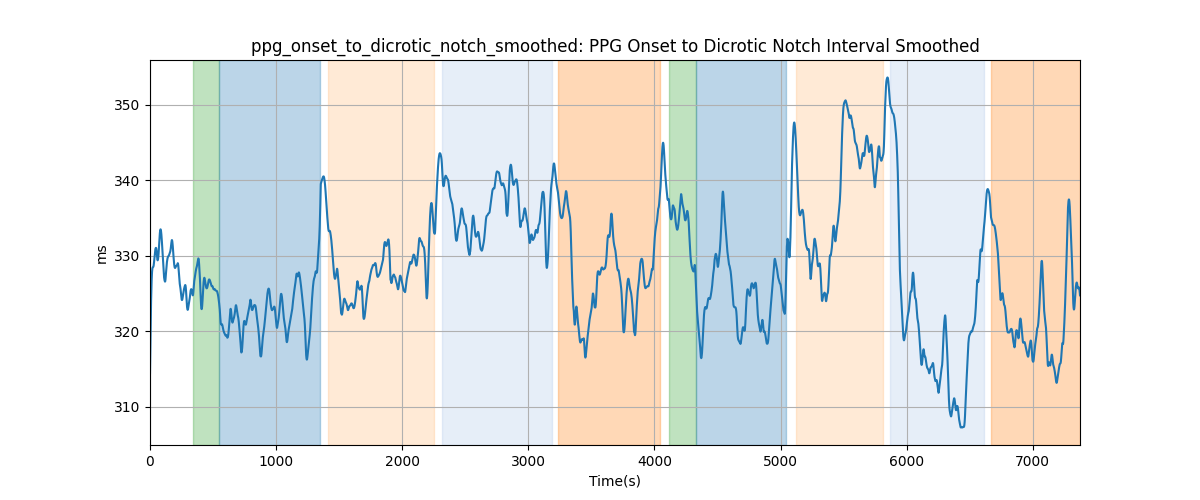 ppg_onset_to_dicrotic_notch_smoothed: PPG Onset to Dicrotic Notch Interval Smoothed
350
340
330
320
310
ms
0 1000 2000 3000 4000 5000 6000 7000
Time(s)